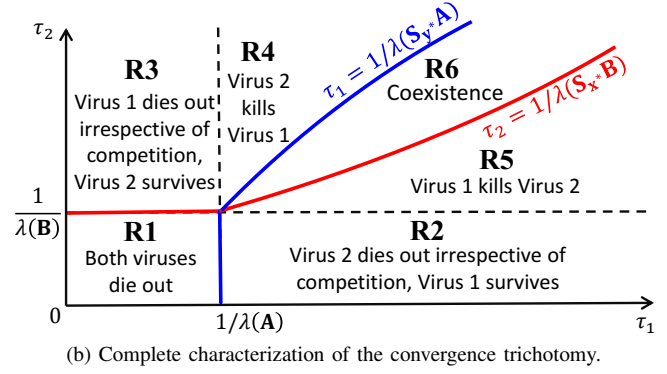 τ₂
R3
Virus 1 dies out
irrespective of
competition,
Virus 2 survives
R4
Virus 2
kills
Virus 1
τ₁ = 1/λ(S_y*A)
R6
Coexistence
τ₂ = 1/λ(S_x*B)
R5
Virus 1 kills Virus 2
1/λ(B)
R1
Both viruses
die out
R2
Virus 2 dies out irrespective of
competition, Virus 1 survives
0
1/λ(A)
τ₁
(b) Complete characterization of the convergence trichotomy.